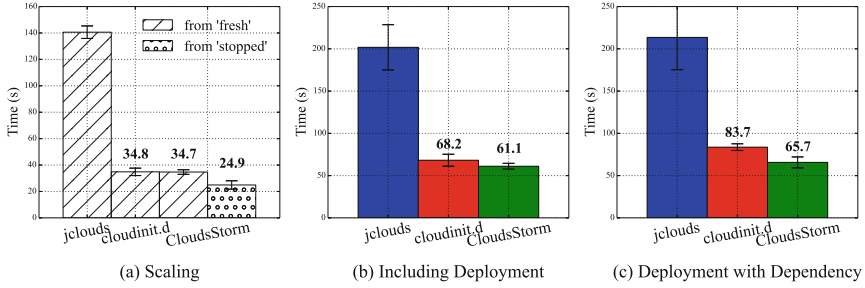 160
140
120
100
80
60
40
20
0
Time (s)
from 'fresh'
from 'stopped'
34.8
34.7
24.9
jclouds
cloudinit.d
CloudsStorm
(a) Scaling
250
200
150
100
50
0
Time (s)
68.2
61.1
jclouds
cloudinit.d
CloudsStorm
(b) Including Deployment
250
200
150
100
50
0
Time (s)
83.7
65.7
jclouds
cloudinit.d
CloudsStorm
(c) Deployment with Dependency